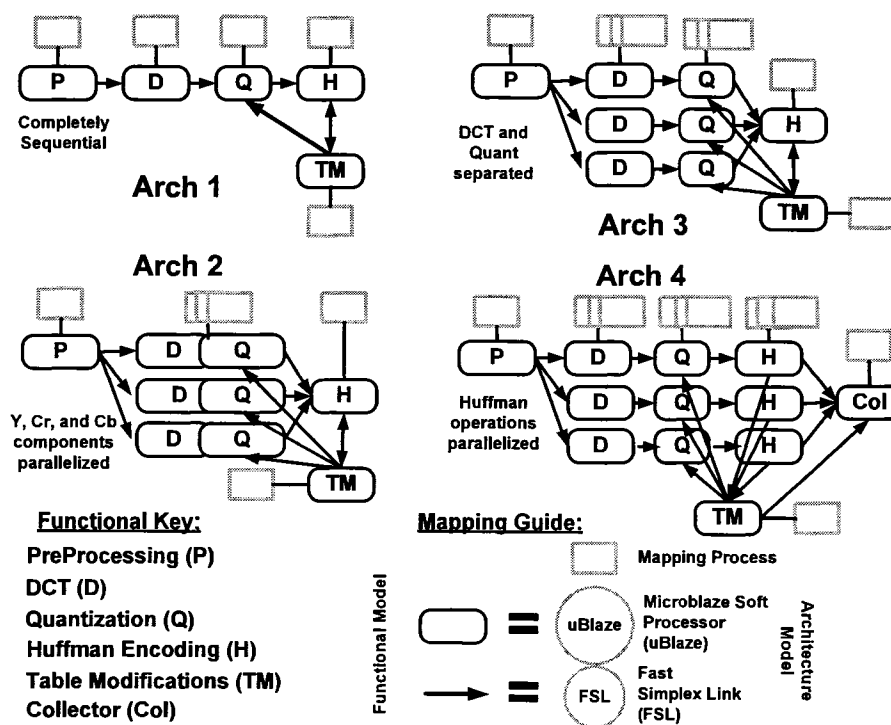 P
D
Q
H
Completely
Sequential
TM
Arch 1
P
D
Q
D
Q
D
Q
H
DCT and
Quant
separated
TM
Arch 3
Arch 2
P
D
Q
D
Q
D
Q
H
Y, Cr, and Cb
components
parallelized
TM
Arch 4
P
D
Q
H
D
Q
H
D
Q
H
Col
Huffman
operations
parallelized
TM
Functional Key:
PreProcessing (P)
DCT (D)
Quantization (Q)
Huffman Encoding (H)
Table Modifications (TM)
Collector (Col)
Mapping Guide:
Mapping Process
Functional Model
=
uBlaze
Microblaze Soft
Processor
(uBlaze)
=
FSL
Fast
Simplex Link
(FSL)
Architecture
Model